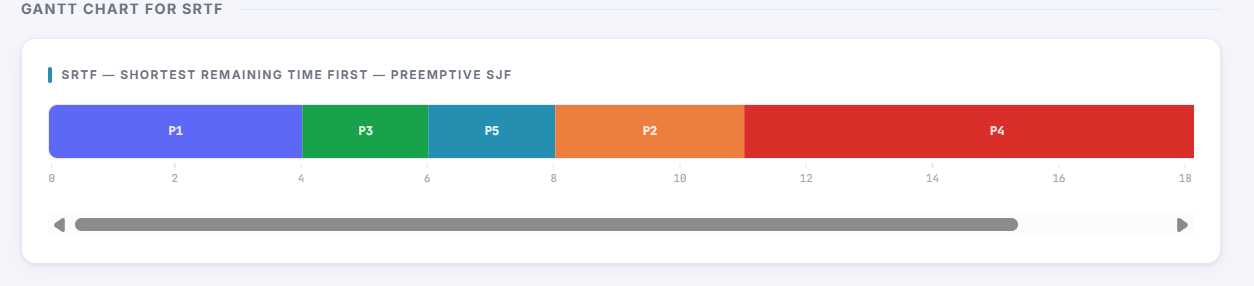 GANTT CHART FOR SRTF
SRTF — SHORTEST REMAINING TIME FIRST — PREEMPTIVE SJF
P1 P3 P5 P2 P4
0 2 4 6 8 10 12 14 16 18